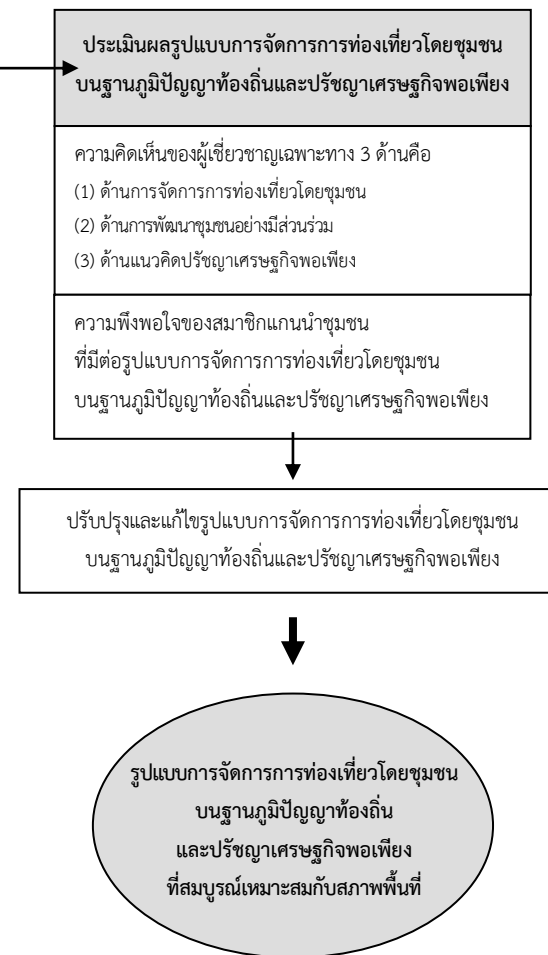 ประเมินผลรูปแบบการจัดการการท่องเที่ยวโดยชุมชน
บนฐานภูมิปัญญาท้องถิ่นและปรัชญาเศรษฐกิจพอเพียง
ความคิดเห็นของผู้เชี่ยวชาญเฉพาะทาง 3 ด้านคือ
(1) ด้านการจัดการการท่องเที่ยวโดยชุมชน
(2) ด้านการพัฒนาชุมชนอย่างมีส่วนร่วม
(3) ด้านแนวคิดปรัชญาเศรษฐกิจพอเพียง
ความพึงพอใจของสมาชิกแกนนำชุมชน
ที่มีต่อรูปแบบการจัดการการท่องเที่ยวโดยชุมชน
บนฐานภูมิปัญญาท้องถิ่นและปรัชญาเศรษฐกิจพอเพียง
ปรับปรุงและแก้ไขรูปแบบการจัดการการท่องเที่ยวโดยชุมชน
บนฐานภูมิปัญญาท้องถิ่นและปรัชญาเศรษฐกิจพอเพียง
รูปแบบการจัดการการท่องเที่ยวโดยชุมชน
บนฐานภูมิปัญญาท้องถิ่น
และปรัชญาเศรษฐกิจพอเพียง
ที่สมบูรณ์เหมาะสมกับสภาพพื้นที่